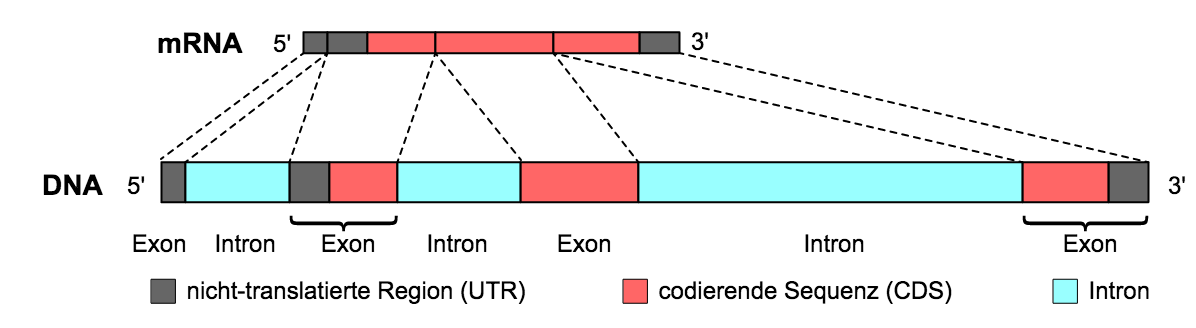 mRNA 5' 3'
DNA 5' 3'
Exon Intron Exon Intron Exon Intron Exon
nicht-translatierte Region (UTR) codierende Sequenz (CDS) Intron